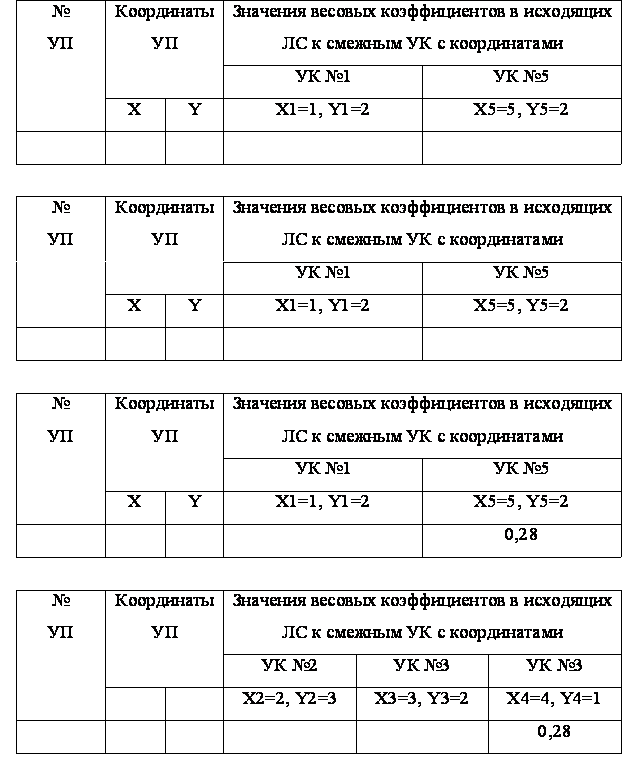 № Координаты Значения весовых коэффициентов в исходящих
УП УП ЛС к смежным УК с координатами
УК №1 УК №5
X Y X1=1, Y1=2 X5=5, Y5=2
№ Координаты Значения весовых коэффициентов в исходящих
УП УП ЛС к смежным УК с координатами
УК №1 УК №5
X Y X1=1, Y1=2 X5=5, Y5=2
№ Координаты Значения весовых коэффициентов в исходящих
УП УП ЛС к смежным УК с координатами
УК №1 УК №5
X Y X1=1, Y1=2 X5=5, Y5=2
0,28
№ Координаты Значения весовых коэффициентов в исходящих
УП УП ЛС к смежным УК с координатами
УК №2 УК №3 УК №3
X2=2, Y2=3 X3=3, Y3=2 X4=4, Y4=1
0,28